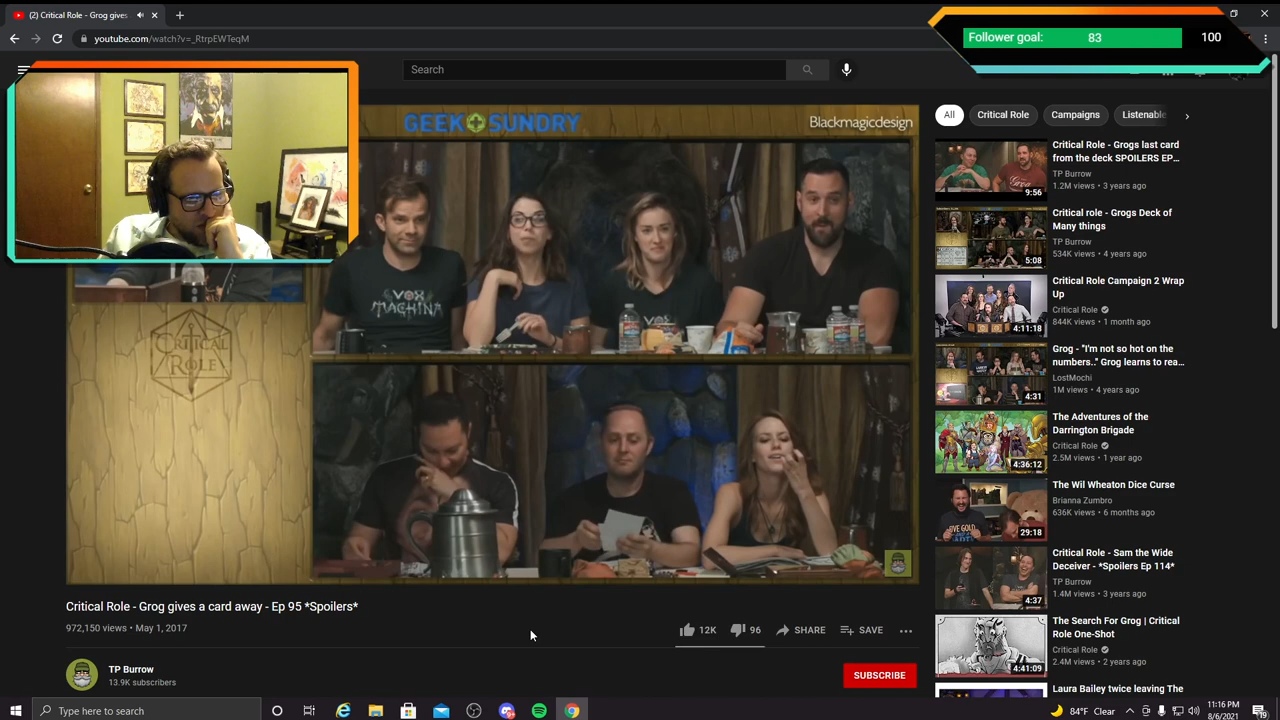 (2) Critical Role - Grog gives
youtube.com/watch?v=_RtrpEWTeqM
Follower goal:
83
100
Search
GEEK SUNDRY
Blackmagicdesign
VOX
MACHINA
CRITICAL
ROLE
Critical Role - Grog gives a card away - Ep 95 *Spoilers*
972,150 views • May 1, 2017
12K
96
SHARE
SAVE
TP Burrow
13.9K subscribers
SUBSCRIBE
All
Critical Role
Campaigns
Listenable
Critical Role - Grogs last card
from the deck SPOILERS EP...
TP Burrow
1.2M views • 3 years ago
9:56
Critical role - Grogs Deck of
Many things
TP Burrow
534K views • 4 years ago
5:08
Critical Role Campaign 2 Wrap
Up
Critical Role
844K views • 1 month ago
4:11:18
Grog - "I'm not so hot on the
numbers.." Grog learns to rea...
LostMochi
1M views • 4 years ago
4:31
The Adventures of the
Darrington Brigade
Critical Role
2.5M views • 1 year ago
4:36:12
The Wil Wheaton Dice Curse
Brianna Zumbro
636K views • 6 months ago
29:18
Critical Role - Sam the Wide
Deceiver - *Spoilers Ep 114*
TP Burrow
1.4M views • 3 years ago
4:37
The Search For Grog | Critical
Role One-Shot
Critical Role
2.4M views • 2 years ago
4:41:09
Laura Bailey twice leaving The
Type here to search
84°F Clear
11:16 PM
8/6/2021